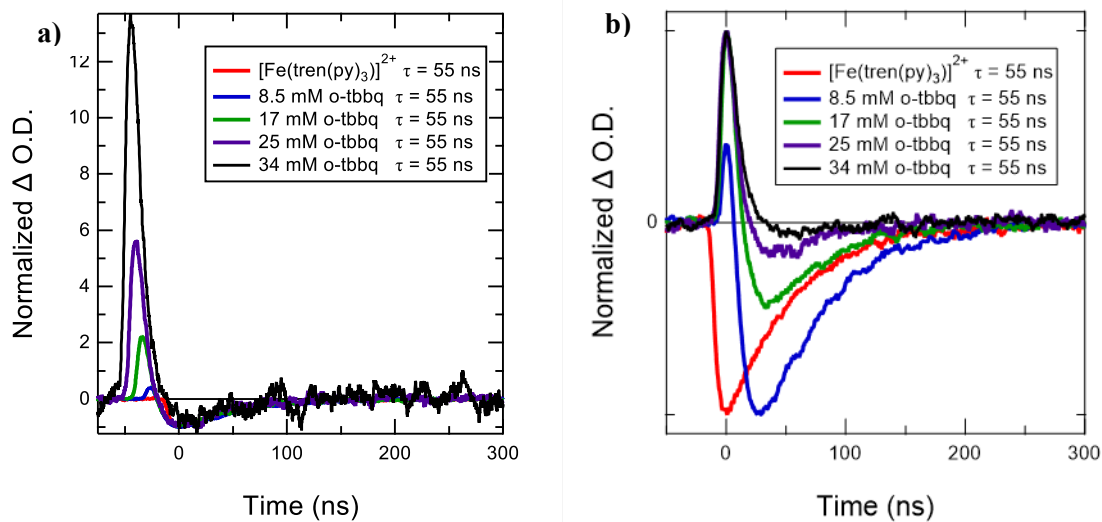 a)
12
10
8
6
4
2
0
Normalized Δ O.D.
[Fe(tren(py)₃)]²⁺ τ = 55 ns
8.5 mM o-tbbq τ = 55 ns
17 mM o-tbbq τ = 55 ns
25 mM o-tbbq τ = 55 ns
34 mM o-tbbq τ = 55 ns
0
100
200
300
Time (ns)
b)
0
Normalized Δ O.D.
[Fe(tren(py)₃)]²⁺ τ = 55 ns
8.5 mM o-tbbq τ = 55 ns
17 mM o-tbbq τ = 55 ns
25 mM o-tbbq τ = 55 ns
34 mM o-tbbq τ = 55 ns
0
100
200
300
Time (ns)